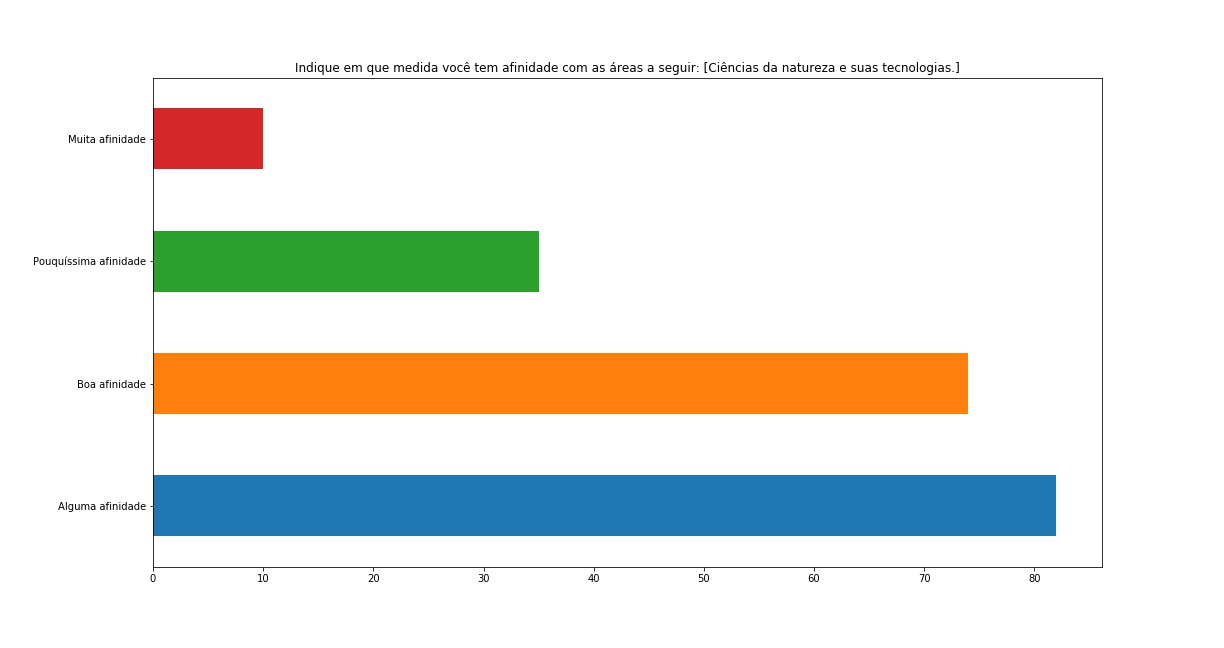 Indique em que medida você tem afinidade com as áreas a seguir: [Ciências da natureza e suas tecnologias.]
Muita afinidade
Pouquíssima afinidade
Boa afinidade
Alguma afinidade
0 10 20 30 40 50 60 70 80